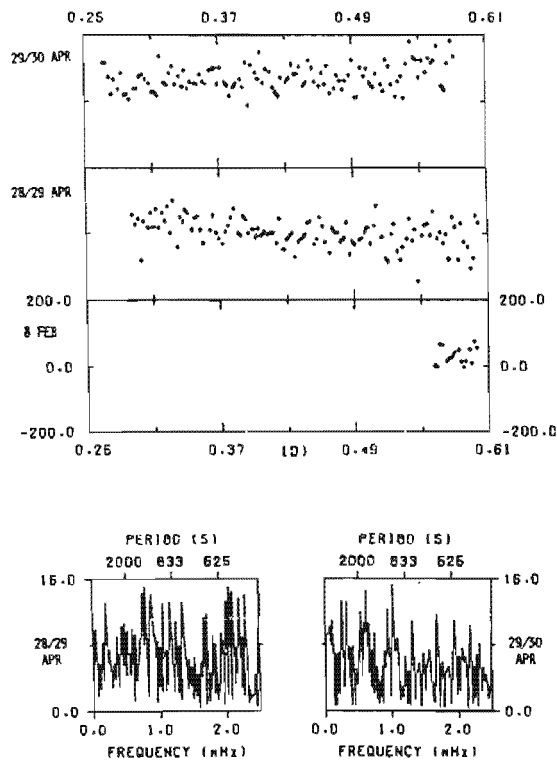 0.25 0.37 0.49 0.61
29/30 APR
28/29 APR
200.0 200.0
8 FEB
0.0 0.0
-200.0 -200.0
0.25 0.37 (D) 0.49 0.61
PERIOD (S) PERIOD (S)
2000 833 625 2000 833 625
16.0 16.0
28/29 APR 29/30 APR
0.0 0.0
0.0 1.0 2.0 0.0 1.0 2.0
FREQUENCY (mHz) FREQUENCY (mHz)